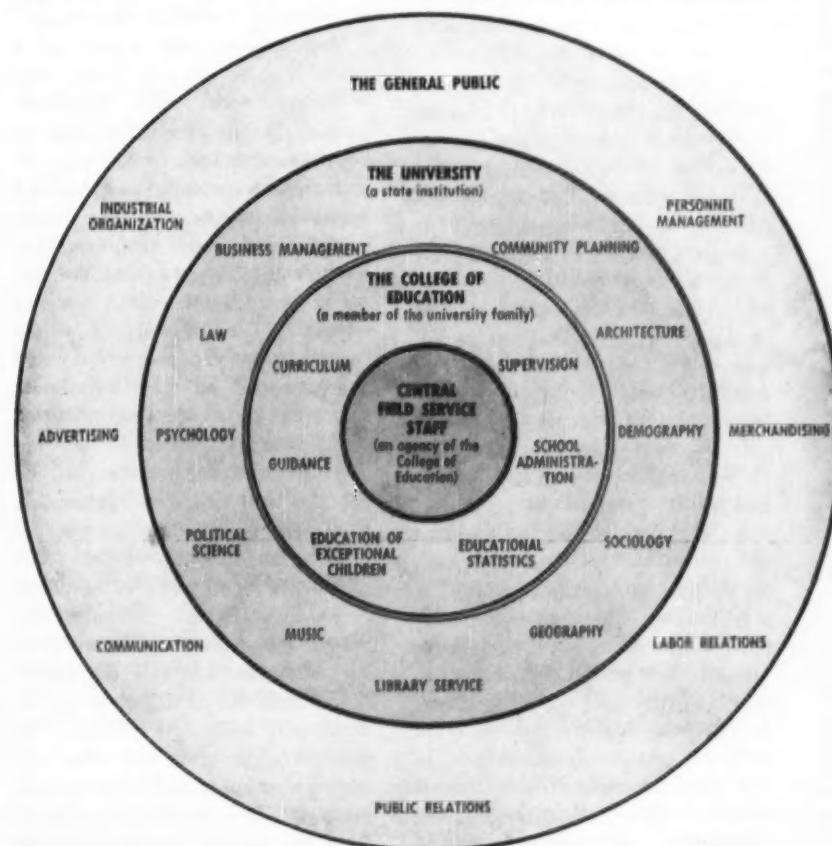 THE GENERAL PUBLIC
THE UNIVERSITY
(a state institution)
INDUSTRIAL
ORGANIZATION
PERSONNEL
MANAGEMENT
BUSINESS MANAGEMENT
COMMUNITY PLANNING
THE COLLEGE OF
EDUCATION
(a member of the university family)
LAW
ARCHITECTURE
CURRICULUM
SUPERVISION
CENTRAL
FIELD SERVICE
STAFF
(an agency of the
College of
Education)
ADVERTISING
PSYCHOLOGY
DEMOGRAPHY
MERCHANDISING
GUIDANCE
SCHOOL
ADMINISTRA-
TION
POLITICAL
SCIENCE
EDUCATION OF
EXCEPTIONAL
CHILDREN
EDUCATIONAL
STATISTICS
SOCIOLOGY
COMMUNICATION
MUSIC
GEOGRAPHY
LABOR RELATIONS
LIBRARY SERVICE
PUBLIC RELATIONS